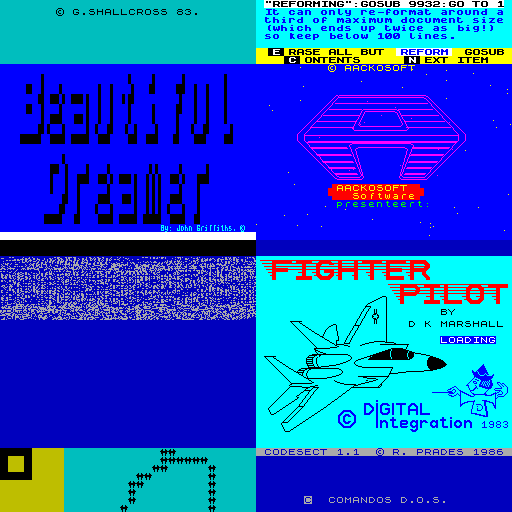 © G.SHALLCROSS 83.
"REFORMING":GOSUB 9932:GO TO 1
It can only re-format around a
third of maximum document size
(which ends up twice as big!)
so keep below 100 lines.
E RASE ALL BUT REFORM GOSUB
C ONTENTS N EXT ITEM
© AACKOSOFT
Beautiful
Dreamer
By: John Griffiths. ©
AACKOSOFT
Software
presenteert:
FIGHTER
PILOT
BY
D K MARSHALL
LOADING
D
© DIGITAL
Integration 1983
CODESECT 1.1 © R. PRADES 1986
COMANDOS D.O.S.